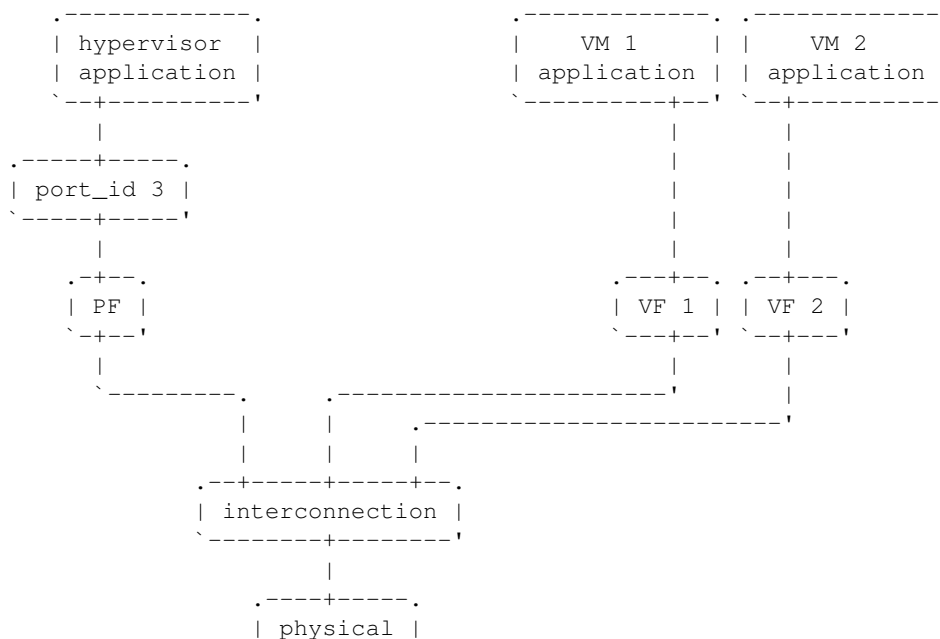 hypervisor VM 1 VM 2
application application application
port_id 3
PF VF 1 VF 2
interconnection
physical